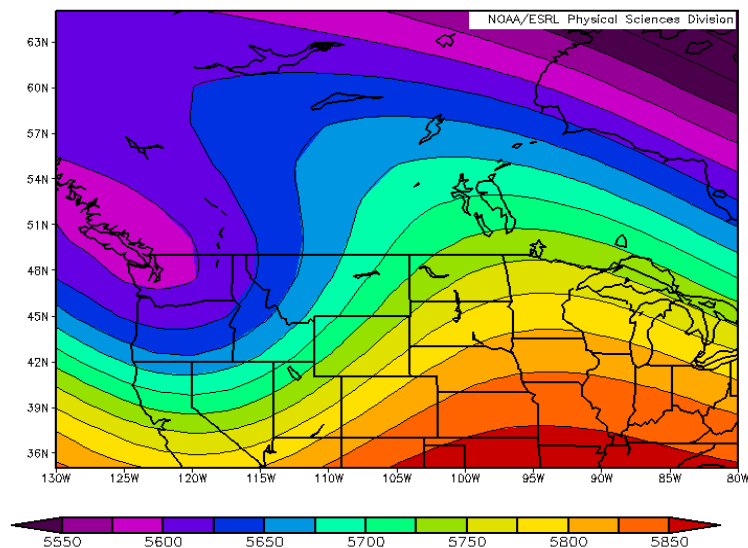 NOAA/ESRL Physical Sciences Division
63N
60N
57N
54N
51N
48N
45N
42N
39N
36N
130W 125W 120W 115W 110W 105W 100W 95W 90W 85W 80W
5550 5600 5650 5700 5750 5800 5850